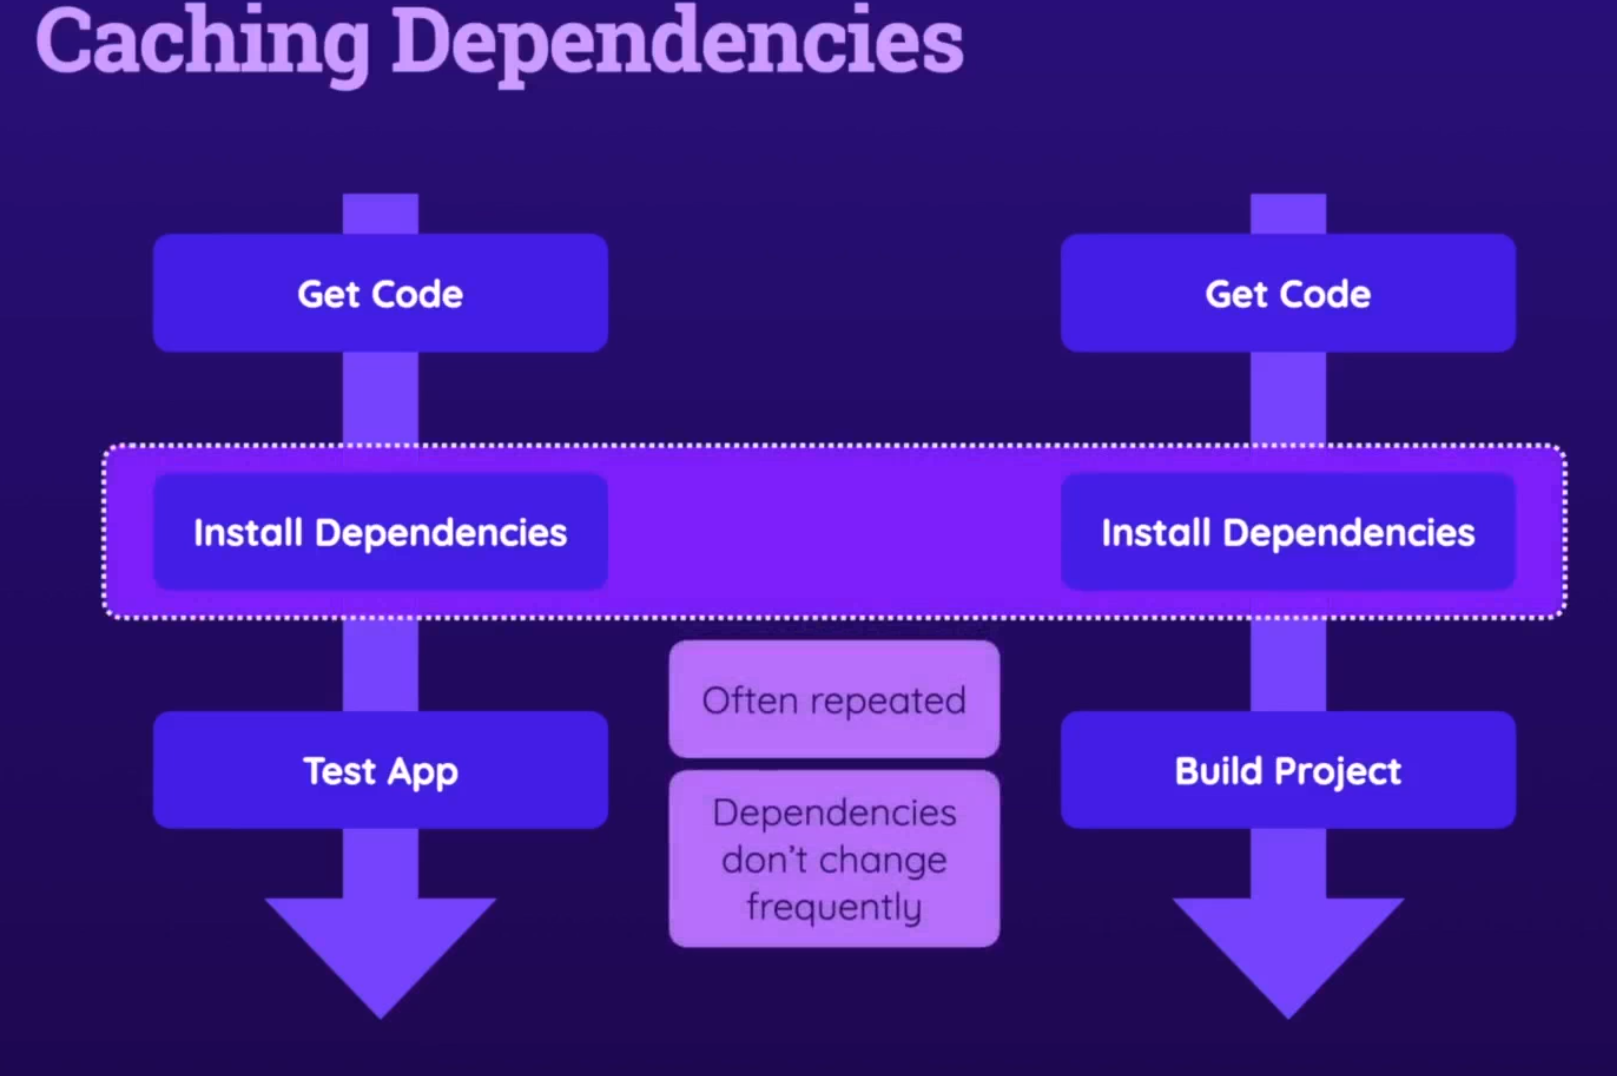 Caching Dependencies
Get Code
Get Code
Install Dependencies
Install Dependencies
Often repeated
Test App
Build Project
Dependencies
don’t change
frequently